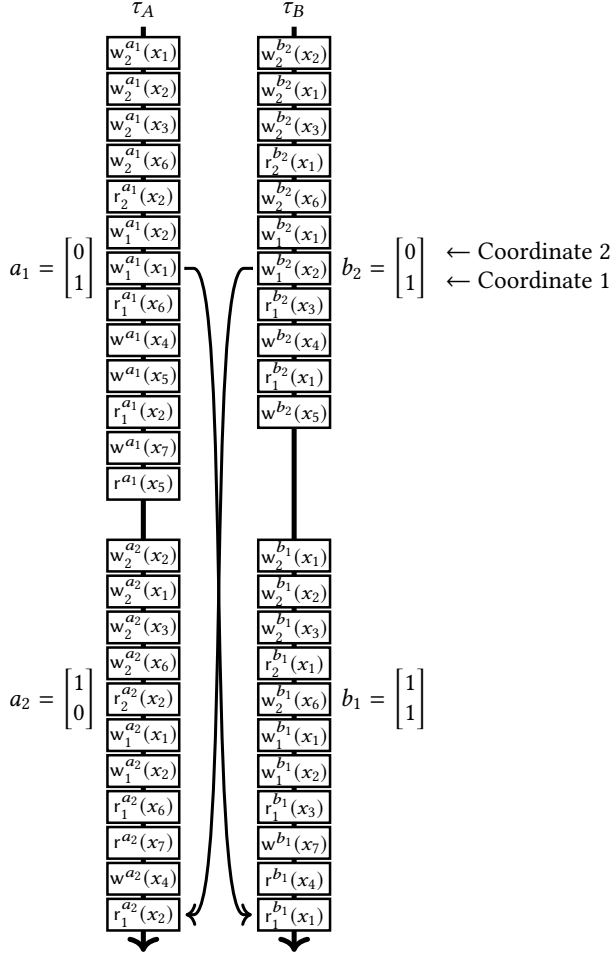 τ_A
w_2^{a_1}(x_1)
w_2^{a_1}(x_2)
w_2^{a_1}(x_3)
w_2^{a_1}(x_6)
r_2^{a_1}(x_2)
w_1^{a_1}(x_2)
w_1^{a_1}(x_1)
r_1^{a_1}(x_6)
w^{a_1}(x_4)
w^{a_1}(x_5)
r_1^{a_1}(x_2)
w^{a_1}(x_7)
r^{a_1}(x_5)
a_1 = [0 1]
w_2^{a_2}(x_2)
w_2^{a_2}(x_1)
w_2^{a_2}(x_3)
w_2^{a_2}(x_6)
r_2^{a_2}(x_2)
w_1^{a_2}(x_1)
w_1^{a_2}(x_2)
r_1^{a_2}(x_6)
r^{a_2}(x_7)
w^{a_2}(x_4)
r_1^{a_2}(x_2)
a_2 = [1 0]
τ_B
w_2^{b_2}(x_2)
w_2^{b_2}(x_1)
w_2^{b_2}(x_3)
r_2^{b_2}(x_1)
w_2^{b_2}(x_6)
w_1^{b_2}(x_1)
w_1^{b_2}(x_2)
r_1^{b_2}(x_3)
w^{b_2}(x_4)
r_1^{b_2}(x_1)
w^{b_2}(x_5)
b_2 = [0 1]
← Coordinate 2
← Coordinate 1
w_2^{b_1}(x_1)
w_2^{b_1}(x_2)
w_2^{b_1}(x_3)
r_2^{b_1}(x_1)
w_2^{b_1}(x_6)
w_1^{b_1}(x_1)
w_1^{b_1}(x_2)
r_1^{b_1}(x_3)
w^{b_1}(x_7)
r^{b_1}(x_4)
r_1^{b_1}(x_1)
b_1 = [1 1]